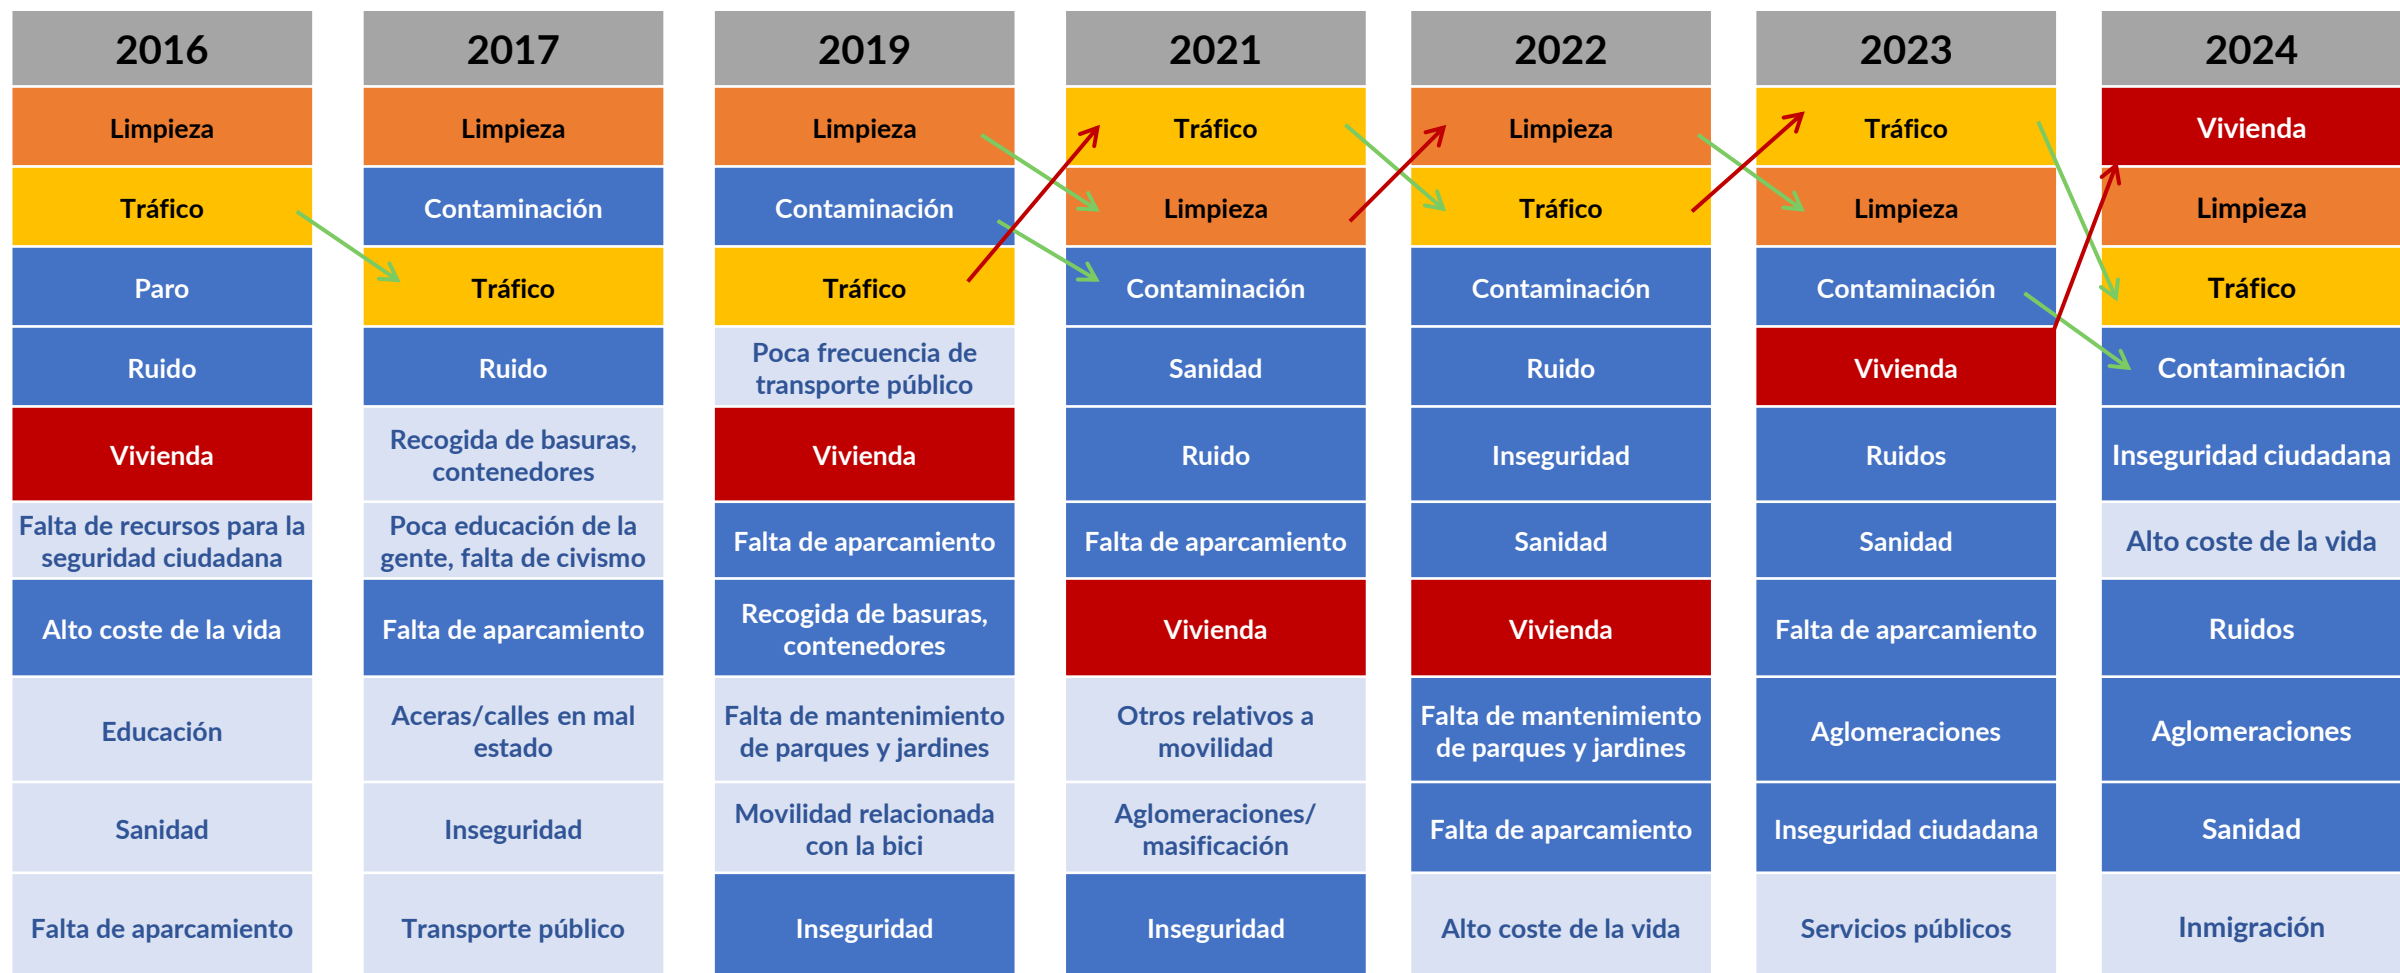 2016
Limpieza
Tráfico
Paro
Ruido
Vivienda
Falta de recursos para la
seguridad ciudadana
Alto coste de la vida
Educación
Sanidad
Falta de aparcamiento
2017
Limpieza
Contaminación
Tráfico
Ruido
Recogida de basuras,
contenedores
Poca educación de la
gente, falta de civismo
Falta de aparcamiento
Aceras/calles en mal
estado
Inseguridad
Transporte público
2019
Limpieza
Contaminación
Tráfico
Poca frecuencia de
transporte público
Vivienda
Falta de aparcamiento
Recogida de basuras,
contenedores
Falta de mantenimiento
de parques y jardines
Movilidad relacionada
con la bici
Inseguridad
2021
Tráfico
Limpieza
Contaminación
Sanidad
Ruido
Falta de aparcamiento
Vivienda
Otros relativos a
movilidad
Aglomeraciones/
masificación
Inseguridad
2022
Limpieza
Tráfico
Contaminación
Ruido
Inseguridad
Sanidad
Vivienda
Falta de mantenimiento
de parques y jardines
Falta de aparcamiento
Alto coste de la vida
2023
Tráfico
Limpieza
Contaminación
Vivienda
Ruidos
Sanidad
Falta de aparcamiento
Aglomeraciones
Inseguridad ciudadana
Servicios públicos
2024
Vivienda
Limpieza
Tráfico
Contaminación
Inseguridad ciudadana
Alto coste de la vida
Ruidos
Aglomeraciones
Sanidad
Inmigración